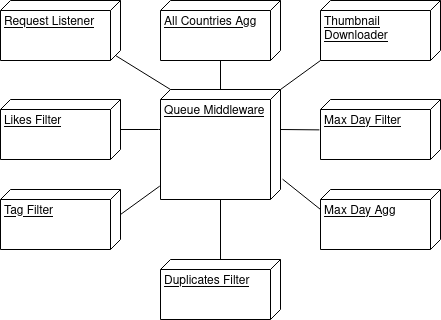 Request Listener
All Countries Agg
Thumbnail
Downloader
Likes Filter
Queue Middleware
Max Day Filter
Tag Filter
Max Day Agg
Duplicates Filter